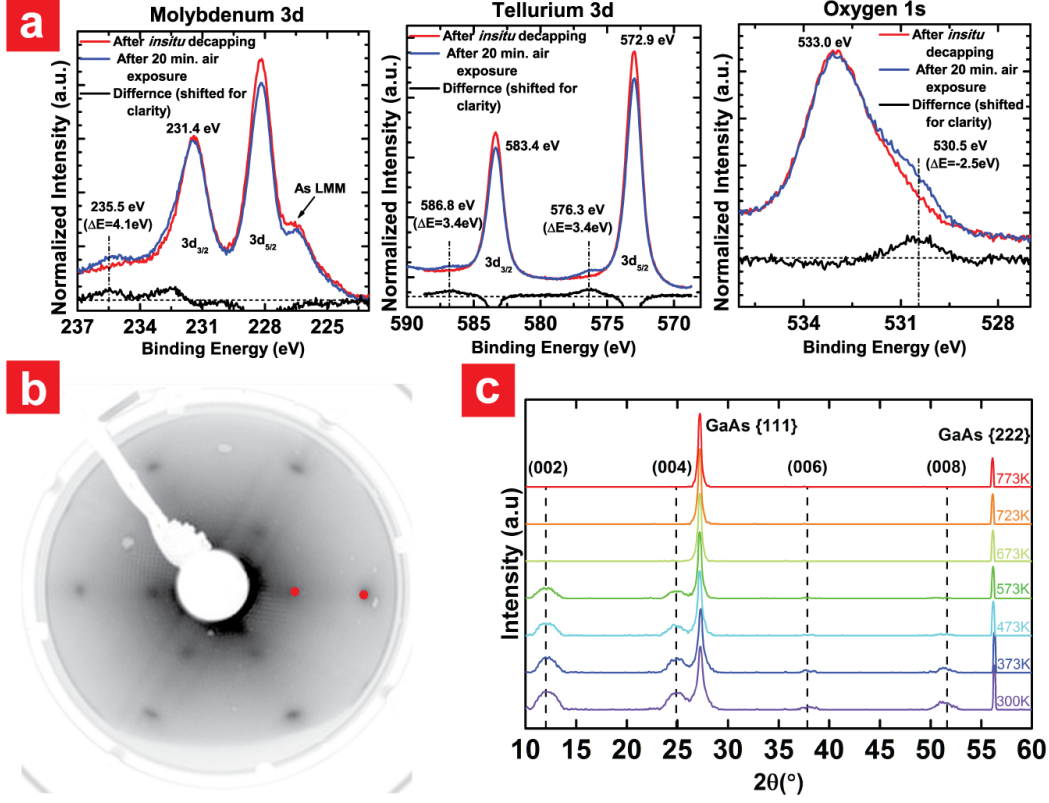 a
Molybdenum 3d
After insitu decapping
After 20 min. air
exposure
Differnce (shifted for
clarity)
231.4 eV
As LMM
235.5 eV
(ΔE=4.1eV)
3d3/2
3d5/2
Normalized Intensity (a.u.)
237
234
231
228
225
Binding Energy (eV)
Tellurium 3d
After insitu decapping
After 20 min. air
exposure
Differnce (shifted for
clarity)
572.9 eV
583.4 eV
586.8 eV
(ΔE=3.4eV)
576.3 eV
(ΔE=3.4eV)
3d3/2
3d5/2
Normalized Intensity (a.u.)
590
585
580
575
570
Binding Energy (eV)
Oxygen 1s
533.0 eV
After insitu
decapping
After 20 min. air
exposure
Difference (shifted
for clarity)
530.5 eV
(ΔE=-2.5eV)
Normalized Intensity (a.u.)
534
531
528
Binding Energy (eV)
b
c
GaAs {111}
GaAs {222}
(002)
(004)
(006)
(008)
773K
723K
673K
573K
473K
373K
300K
Intensity (a.u)
10
15
20
25
30
35
40
45
50
55
60
2θ(°)